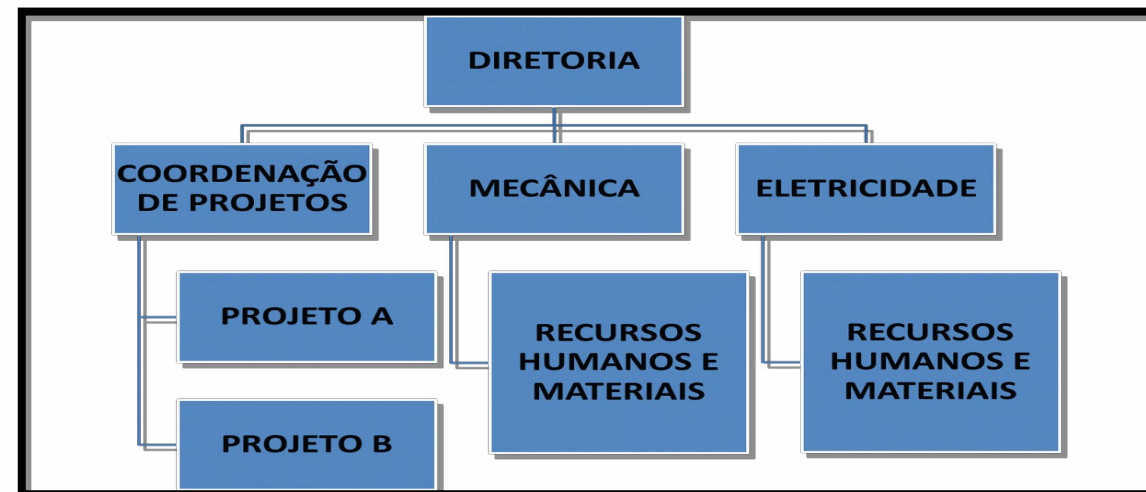 DIRETORIA
COORDENAÇÃO
DE PROJETOS
MECÂNICA
ELETRICIDADE
PROJETO A
PROJETO B
RECURSOS
HUMANOS E
MATERIAIS
RECURSOS
HUMANOS E
MATERIAIS